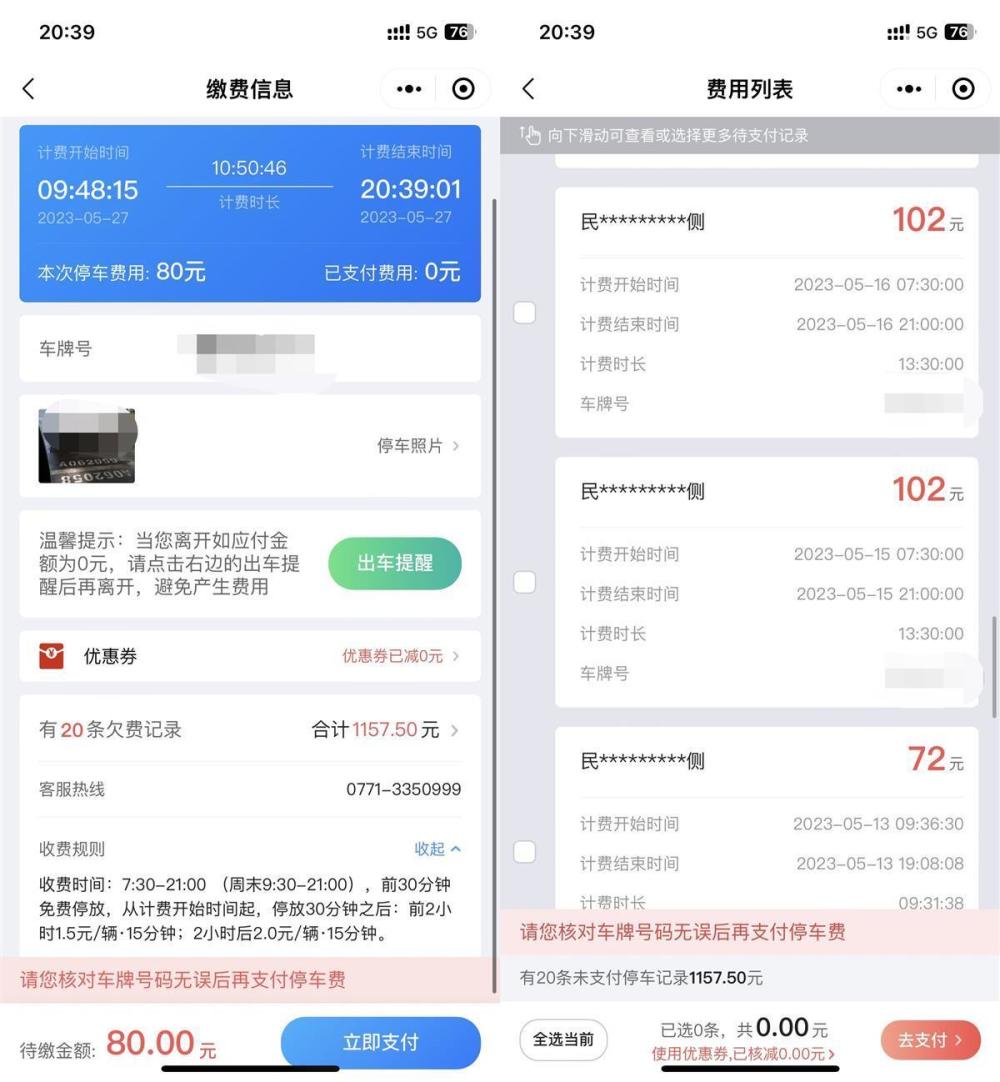 20:39
5G 76
缴费信息
计费开始时间
10:50:46
计费结束时间
09:48:15
计费时长
20:39:01
2023-05-27
2023-05-27
本次停车费用: 80元
已支付费用: 0元
车牌号
A062059
停车照片
温馨提示：当您离开如应付金
额为0元，请点击右边的出车提
醒后再离开，避免产生费用
出车提醒
优惠券
优惠券已减0元
有20条欠费记录
合计1157.50元
客服热线
0771-3350999
收费规则
收起
收费时间：7:30-21:00 （周末9:30-21:00），前30分钟
免费停放，从计费开始时间起，停放30分钟之后：前2小
时1.5元/辆·15分钟；2小时后2.0元/辆·15分钟。
请您核对车牌号码无误后再支付停车费
待缴金额: 80.00元
立即支付
20:39
5G 76
费用列表
向下滑动可查看或选择更多待支付记录
民*********侧
102元
计费开始时间
2023-05-16 07:30:00
计费结束时间
2023-05-16 21:00:00
计费时长
13:30:00
车牌号
民*********侧
102元
计费开始时间
2023-05-15 07:30:00
计费结束时间
2023-05-15 21:00:00
计费时长
13:30:00
车牌号
民*********侧
72元
计费开始时间
2023-05-13 09:36:30
计费结束时间
2023-05-13 19:08:08
计费时长
09:31:38
请您核对车牌号码无误后再支付停车费
有20条未支付停车记录1157.50元
全选当前
已选0条，共0.00元
使用优惠券,已核减0.00元>
去支付 >